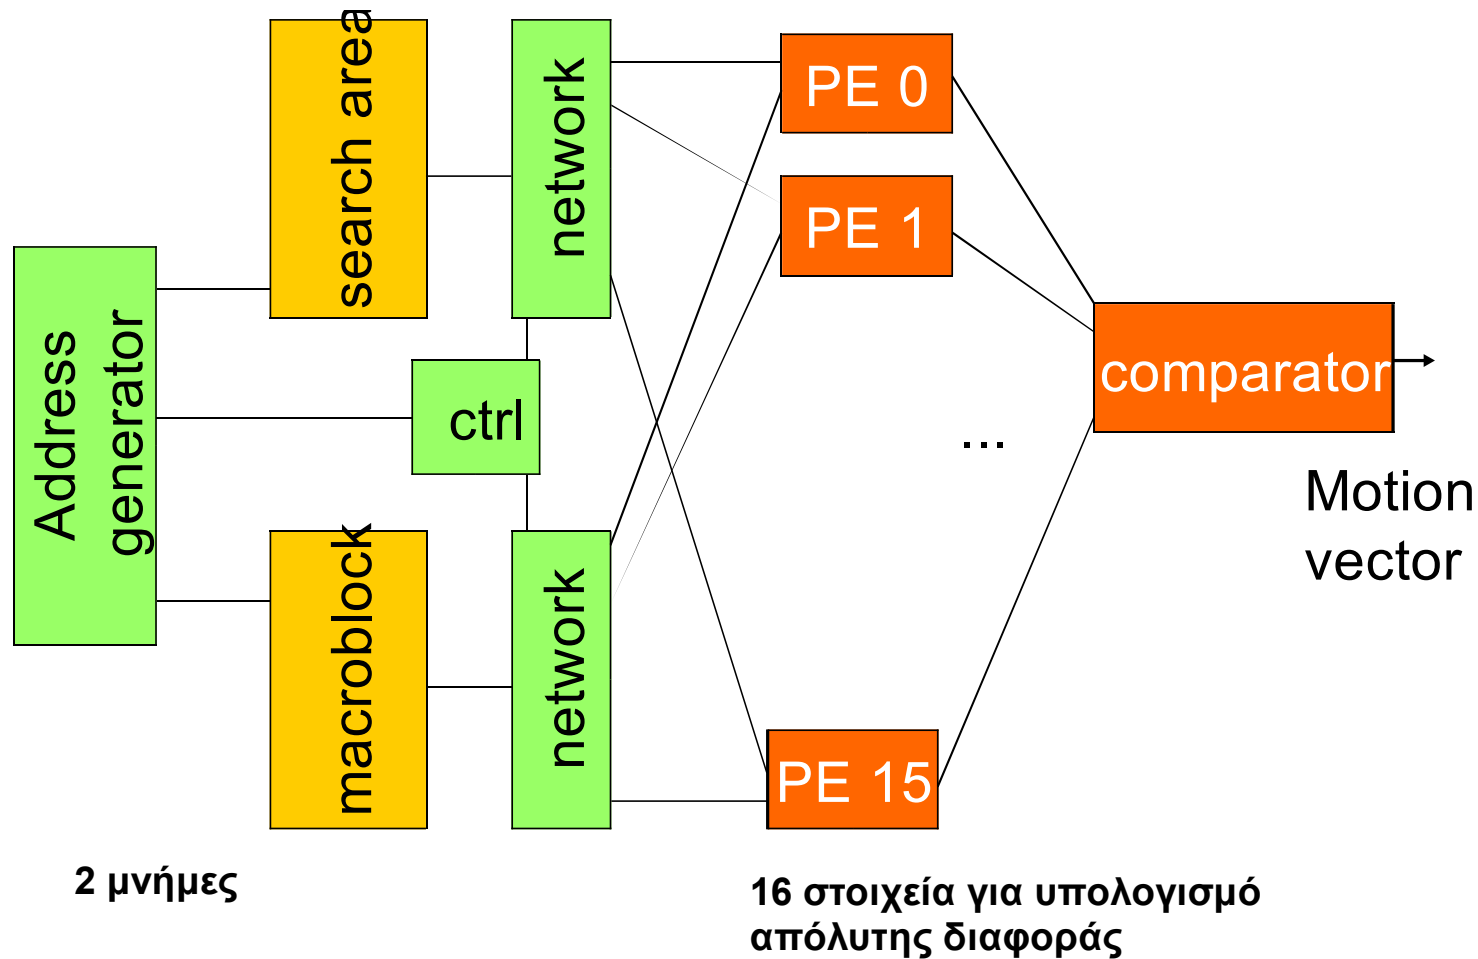 search area
network
PE 0
PE 1
Address
generator
ctrl
comparator
...
Motion
vector
macroblock
network
PE 15
2 μνήμες
16 στοιχεία για υπολογισμό
απόλυτης διαφοράς